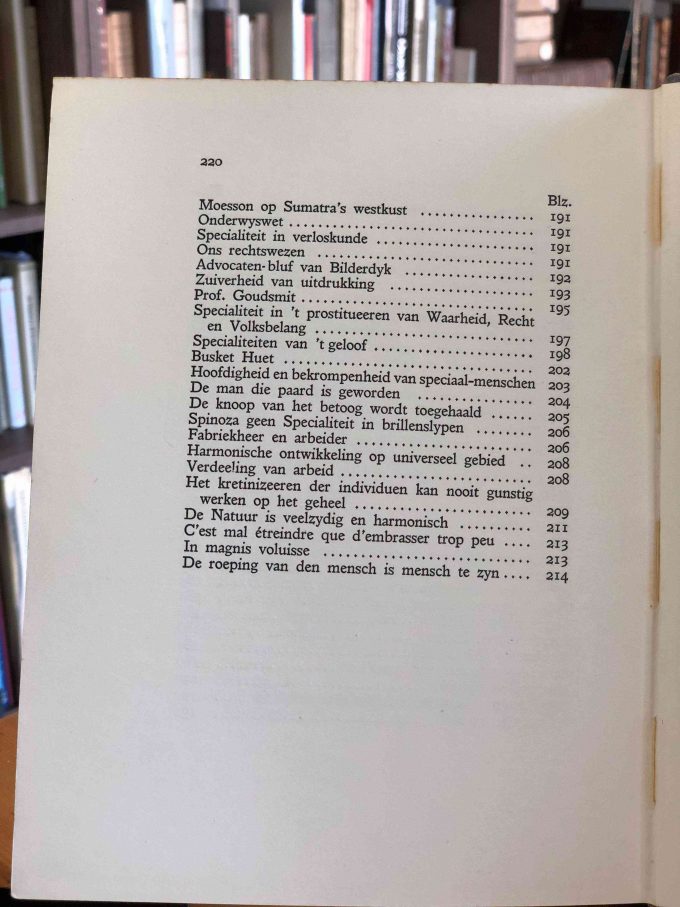 220
Blz.
Moesson op Sumatra's westkust ................ 191
Onderwyswet .................................. 191
Specialiteit in verloskunde ...................... 191
Ons rechtswezen .............................. 191
Advocaten-bluf van Bilderdyk .................. 192
Zuiverheid van uitdrukking .................... 193
Prof. Goudsmit ................................ 195
Specialiteit in 't prostitueeren van Waarheid, Recht
en Volksbelang .............................. 197
Specialiteiten van 't geloof ...................... 198
Busket Huet .................................. 202
Hoofdigheid en bekrompenheid van speciaal-menschen 203
De man die paard is geworden ................ 204
De knoop van het betoog wordt toegehaald ...... 205
Spinoza geen Specialiteit in brillenslypen ........ 206
Fabriekheer en arbeider ........................ 206
Harmonische ontwikkeling op universeel gebied .. 208
Verdeeling van arbeid .......................... 208
Het kretinizeeren der individuen kan nooit gunstig
werken op het geheel ........................ 209
De Natuur is veelzydig en harmonisch .......... 211
C'est mal étreindre que d'embrasser trop peu .... 213
In magnis voluisse ............................ 213
De roeping van den mensch is mensch te zyn .... 214